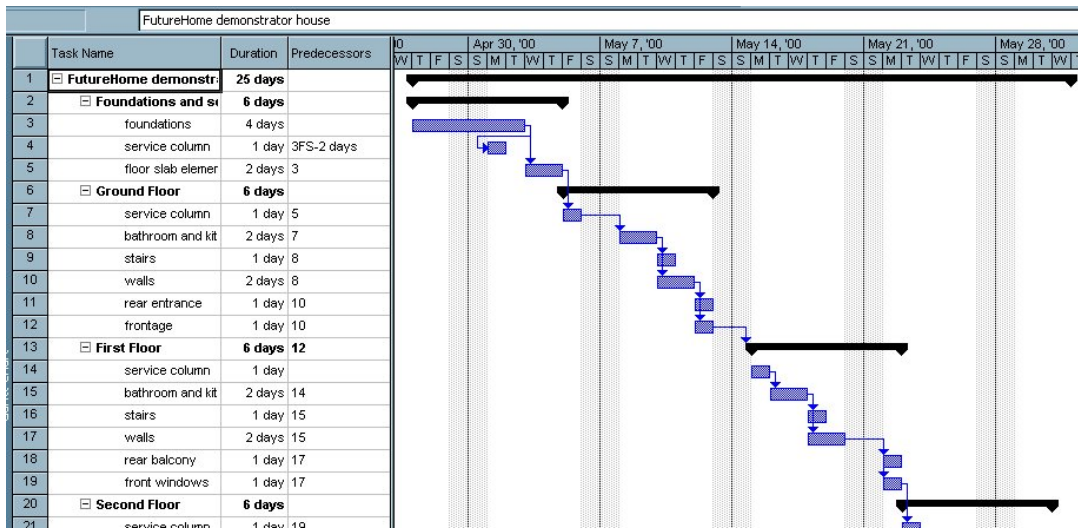 FutureHome demonstrator house
Task Name Duration Predecessors
Apr 30, '00 May 7, '00 May 14, '00 May 21, '00 May 28, '00
W T F S S M T W T F S S M T W T F S S M T W T F S S M T W T F S S M T W
1 FutureHome demonstr 25 days
2 Foundations and 6 days
3 foundations 4 days
4 service column 1 day 3FS-2 days
5 floor slab elemer 2 days 3
6 Ground Floor 6 days
7 service column 1 day 5
8 bathroom and kit 2 days 7
9 stairs 1 day 8
10 walls 2 days 8
11 rear entrance 1 day 10
12 frontage 1 day 10
13 First Floor 6 days 12
14 service column 1 day
15 bathroom and kit 2 days 14
16 stairs 1 day 15
17 walls 2 days 15
18 rear balcony 1 day 17
19 front windows 1 day 17
20 Second Floor 6 days
21 service column 1 day 19